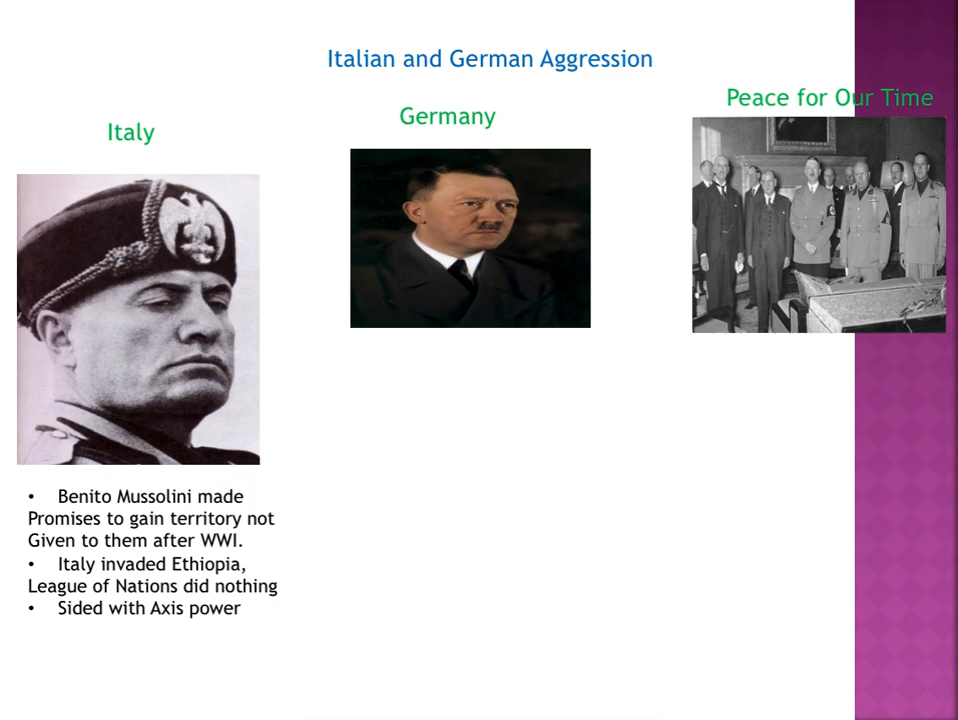 Italian and German Aggression
Peace for Our Time
Germany
Italy
• Benito Mussolini made
Promises to gain territory not
Given to them after WWI.
• Italy invaded Ethiopia,
League of Nations did nothing
• Sided with Axis power